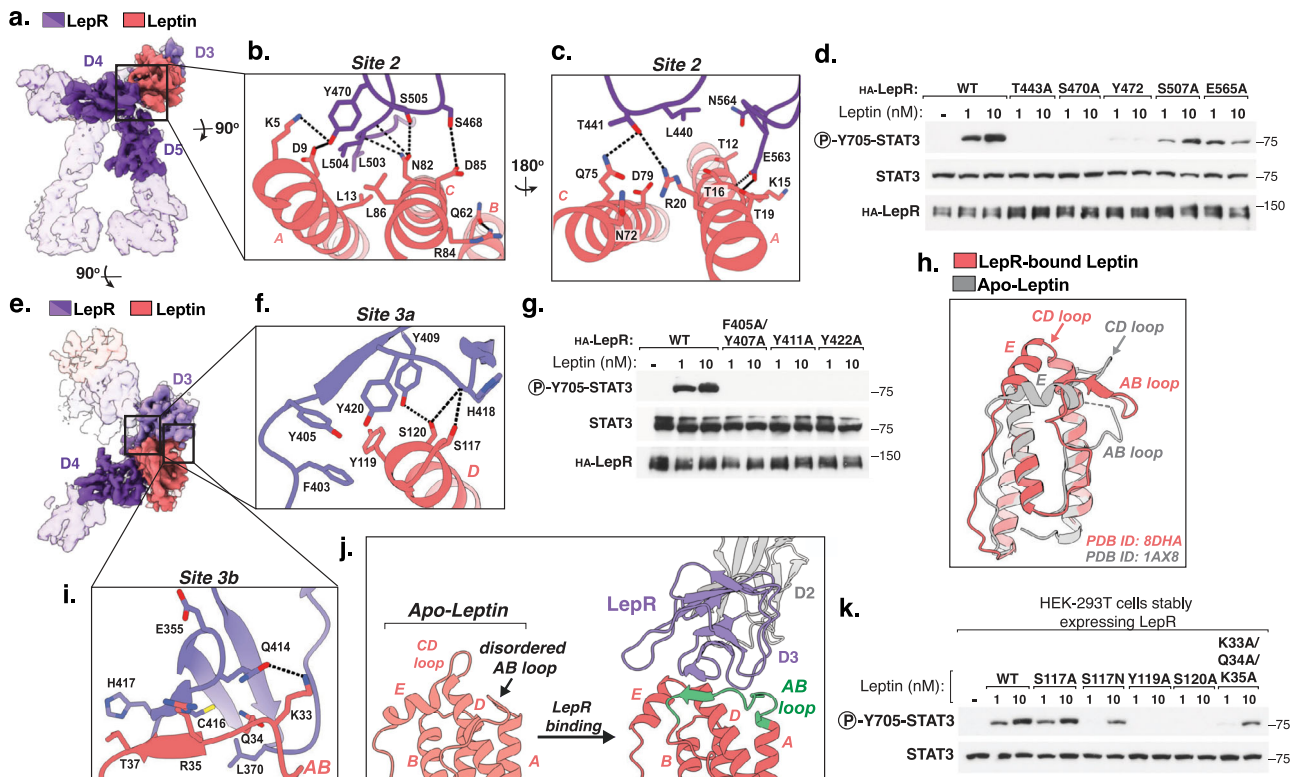 a.
LepR Leptin
D3
D4
D5
90°
b.
Site 2
Y470
S505
K5
S468
D9
L504
L503
N82
D85
C
L13
L86
B
Q62
A
R84
180°
c.
Site 2
N564
T441
L440
E563
T12
Q75
D79
C
K15
T16
R20
T19
N72
A
d.
HA-LepR: WT T443A S470A Y472 S507A E565A
Leptin (nM): - 1 10 1 10 1 10 1 10 1 10 1 10
P-Y705-STAT3 –75
STAT3 –75
HA-LepR –150
90°
e.
LepR Leptin
D3
D4
f.
Site 3a
Y409
Y420
H418
Y405
S120
S117
Y119
D
F403
g.
F405A/
HA-LepR: WT Y407A Y411A Y422A
Leptin (nM): - 1 10 1 10 1 10 1 10
P-Y705-STAT3 –75
STAT3 –75
HA-LepR –150
h.
LepR-bound Leptin
Apo-Leptin
CD loop
CD loop
E
E
AB loop
AB loop
PDB ID: 8DHA
PDB ID: 1AX8
i.
Site 3b
E355
Q414
H417
C416
K33
Q34
T37
R35
L370
AB
j.
D2
LepR
Apo-Leptin
D3
CD loop
disordered AB loop
E
D
B
A
LepR binding
E
AB loop
D
B
A
k.
HEK-293T cells stably
expressing LepR
K33A/
Q34A/
WT S117A S117N Y119A S120A K35A
Leptin (nM): - 1 10 1 10 1 10 1 10 1 10 1 10
P-Y705-STAT3 –75
STAT3 –75